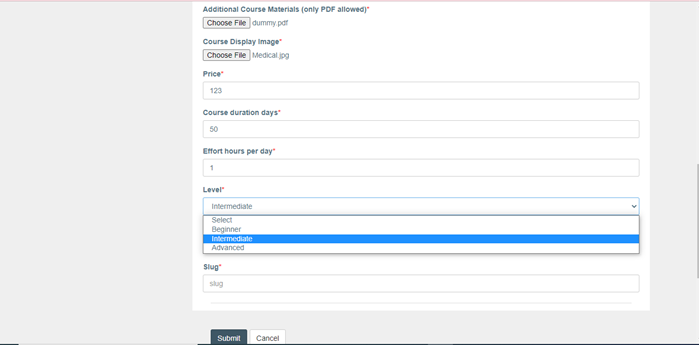 Additional Course Materials (only PDF allowed)*
Choose File dummy.pdf
Course Display Image*
Choose File Medical.jpg
Price*
123
Course duration days*
50
Effort hours per day*
1
Level*
Intermediate
Select
Beginner
Intermediate
Advanced
Slug*
slug
Submit Cancel